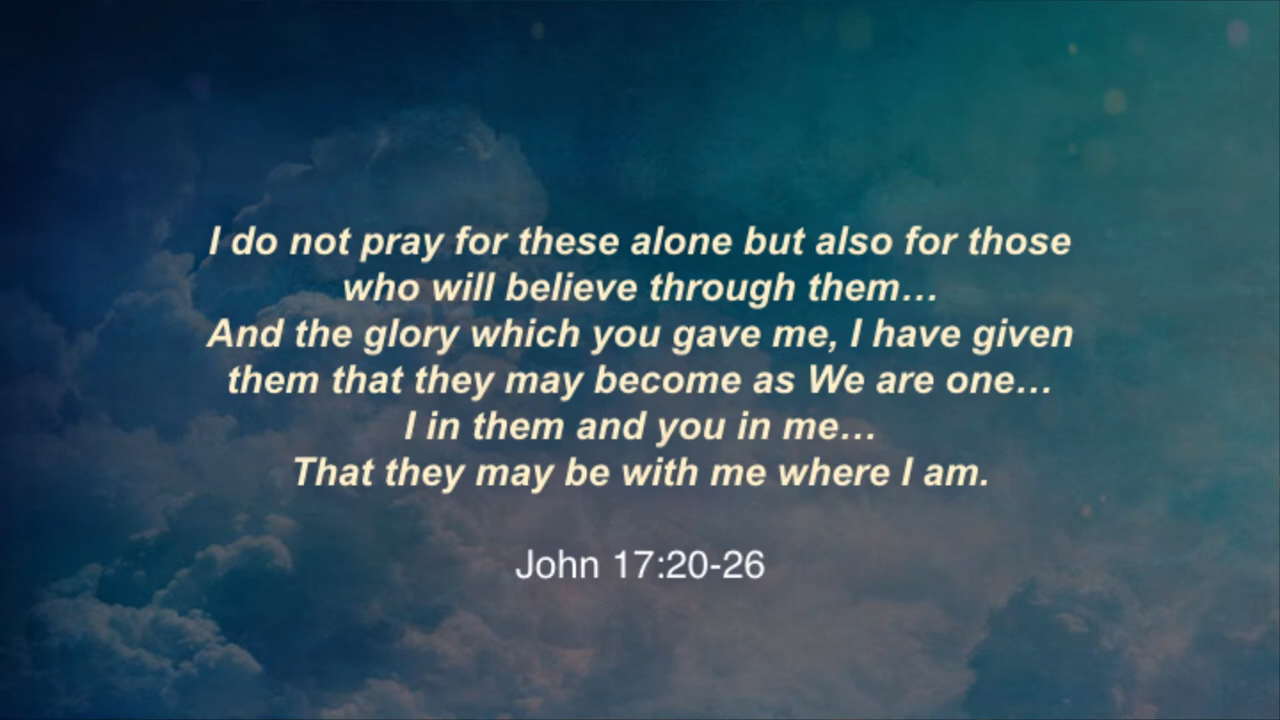 I do not pray for these alone but also for those
who will believe through them…
And the glory which you gave me, I have given
them that they may become as We are one…
I in them and you in me…
That they may be with me where I am.
John 17:20-26